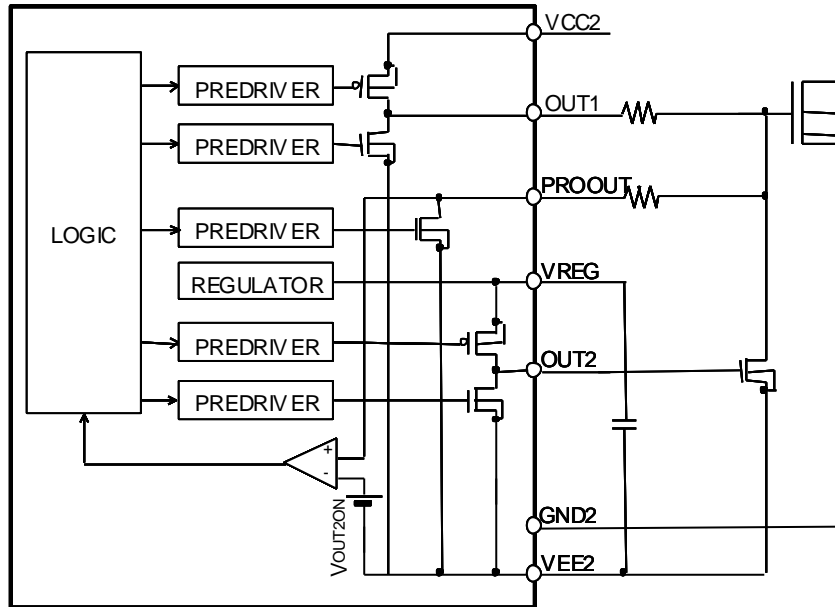 VCC2
PREDRIVER
OUT1
PREDRIVER
PROOUT
LOGIC
PREDRIVER
REGULATOR
VREG
PREDRIVER
OUT2
PREDRIVER
+
-
VOUT2ON
GND2
VEE2